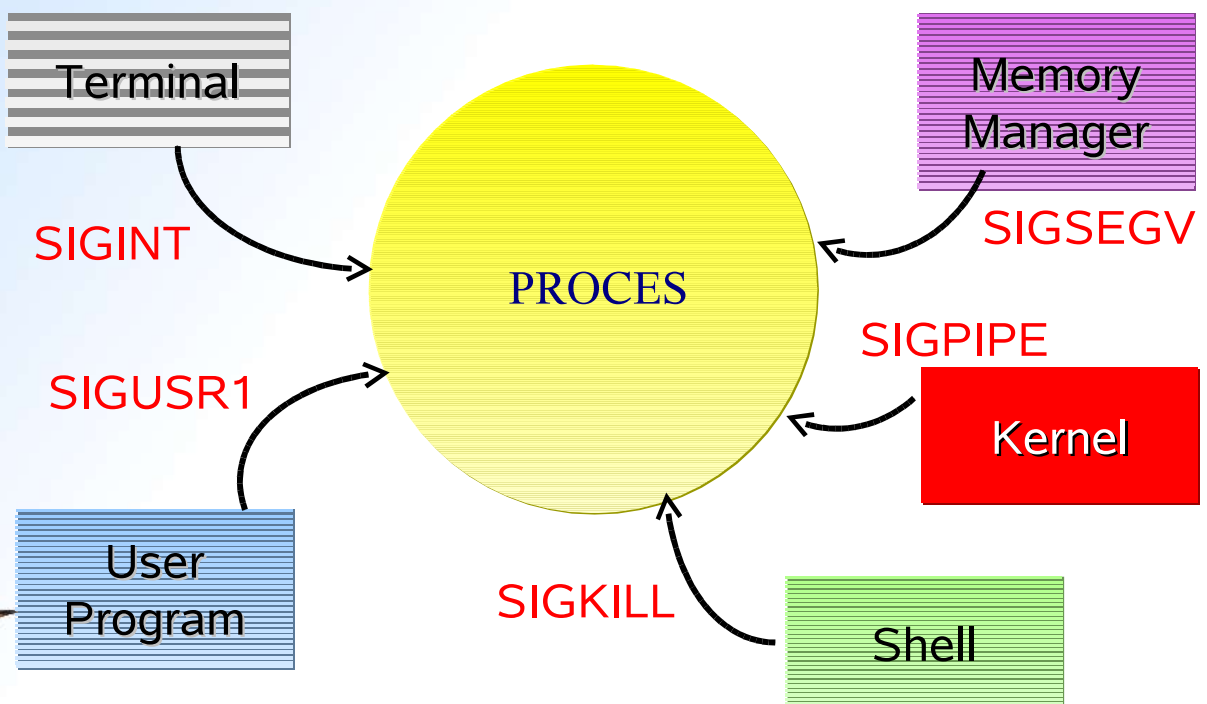 Terminal
Memory
Manager
SIGINT
SIGSEGV
PROCES
SIGPIPE
SIGUSR1
Kernel
User
Program
SIGKILL
Shell